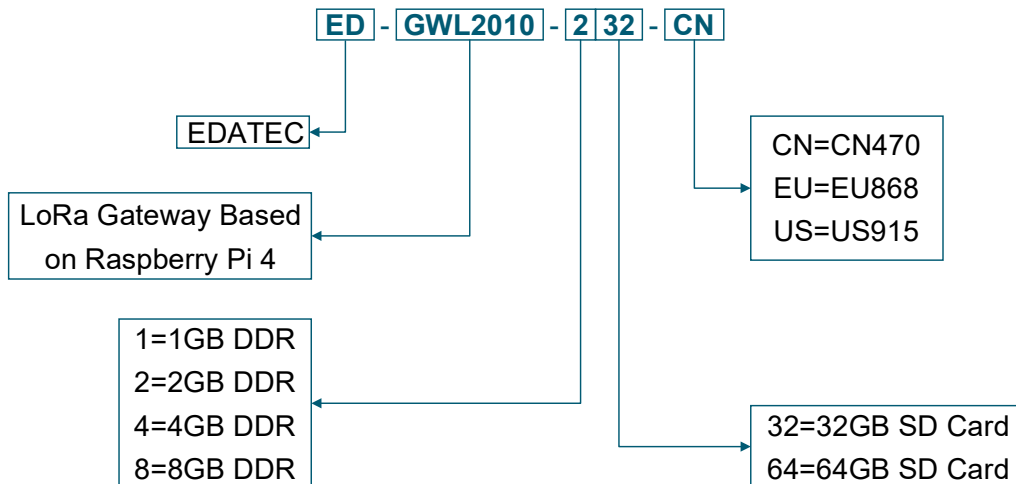 ED - GWL2010 - 2 32 - CN
EDATEC
CN=CN470
EU=EU868
US=US915
LoRa Gateway Based
on Raspberry Pi 4
1=1GB DDR
2=2GB DDR
4=4GB DDR
8=8GB DDR
32=32GB SD Card
64=64GB SD Card